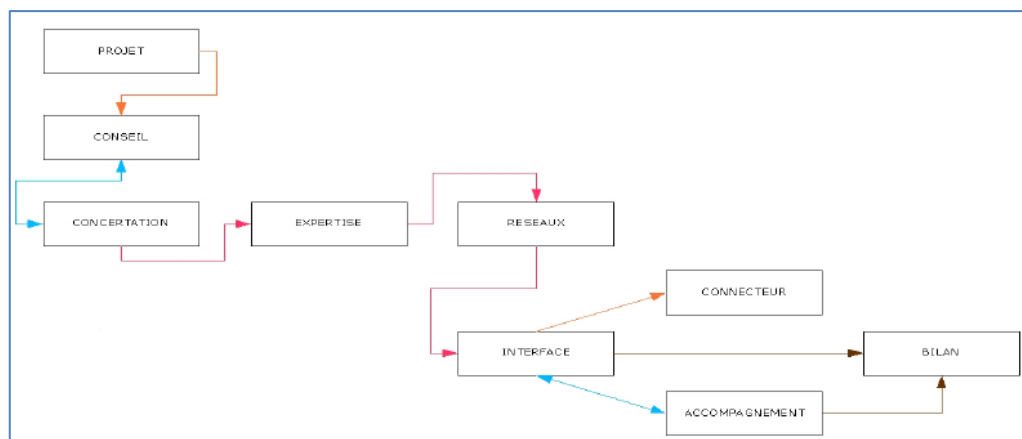 PROJET
CONSEIL
CONCERTATION
EXPERTISE
RESEAUX
CONNECTEUR
INTERFACE
BILAN
ACCOMPAGNEMENT